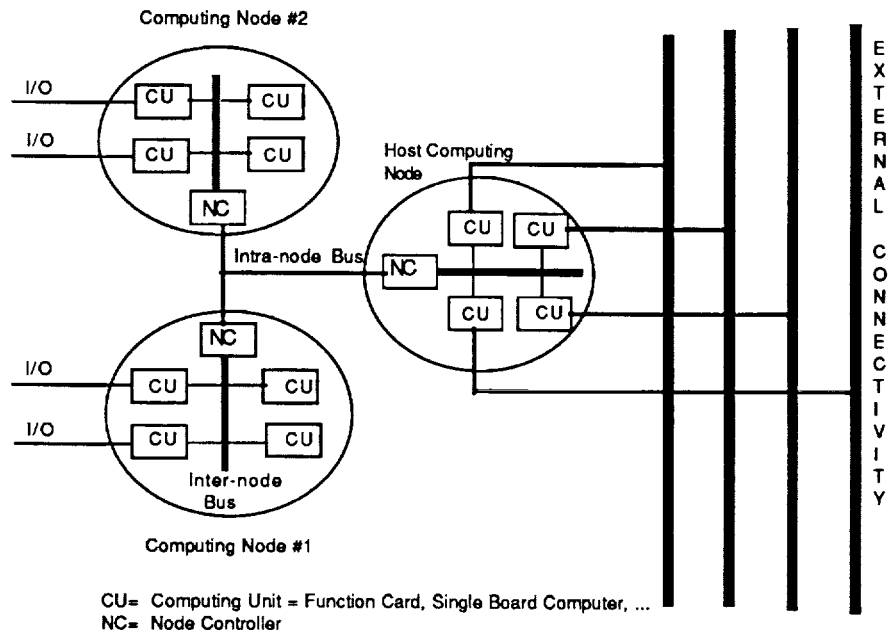 Computing Node #2
I/O
CU
CU
I/O
CU
CU
NC
Host Computing
Node
CU
CU
Intra-node Bus
NC
CU
CU
NC
I/O
CU
CU
I/O
CU
CU
Inter-node
Bus
Computing Node #1
EXTERNAL CONNECTIVITY
CU= Computing Unit = Function Card, Single Board Computer, ...
NC= Node Controller